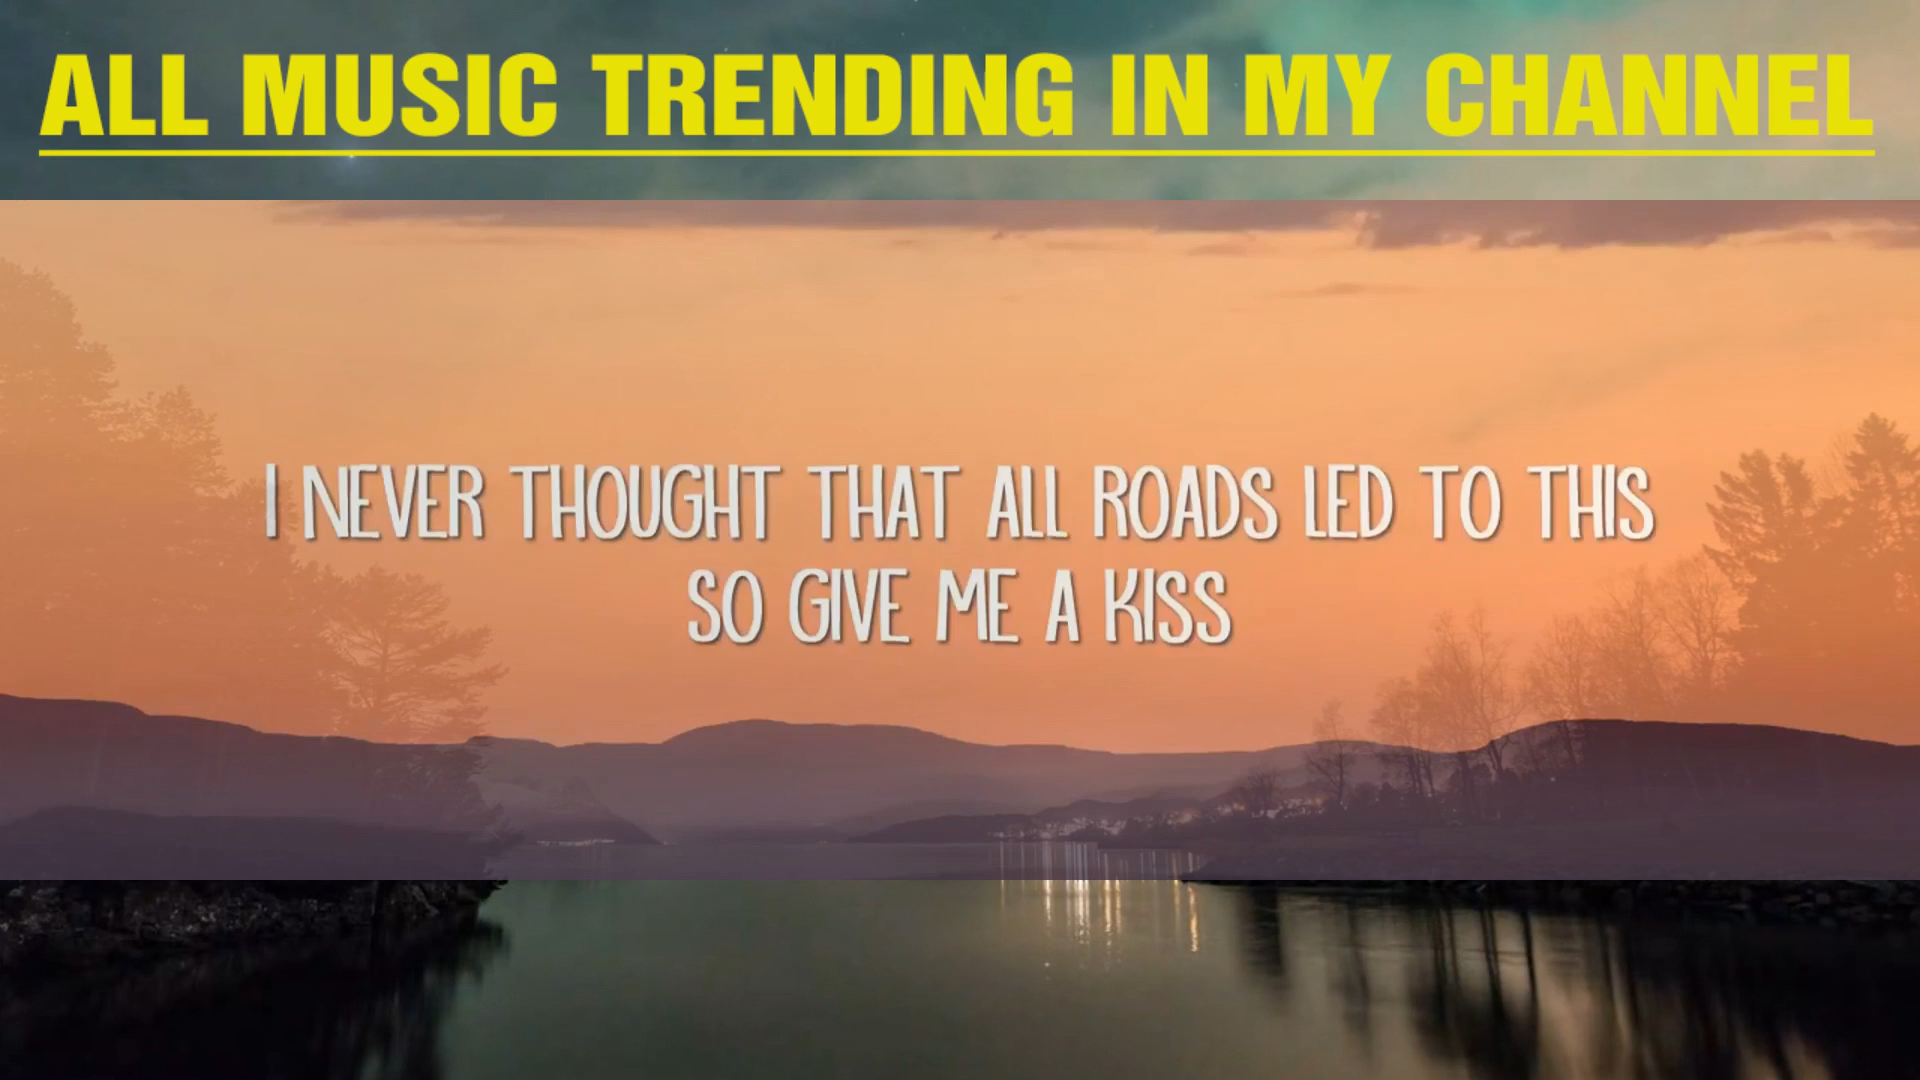 ALL MUSIC TRENDING IN MY CHANNEL
I NEVER THOUGHT THAT ALL ROADS LED TO THIS
SO GIVE ME A KISS